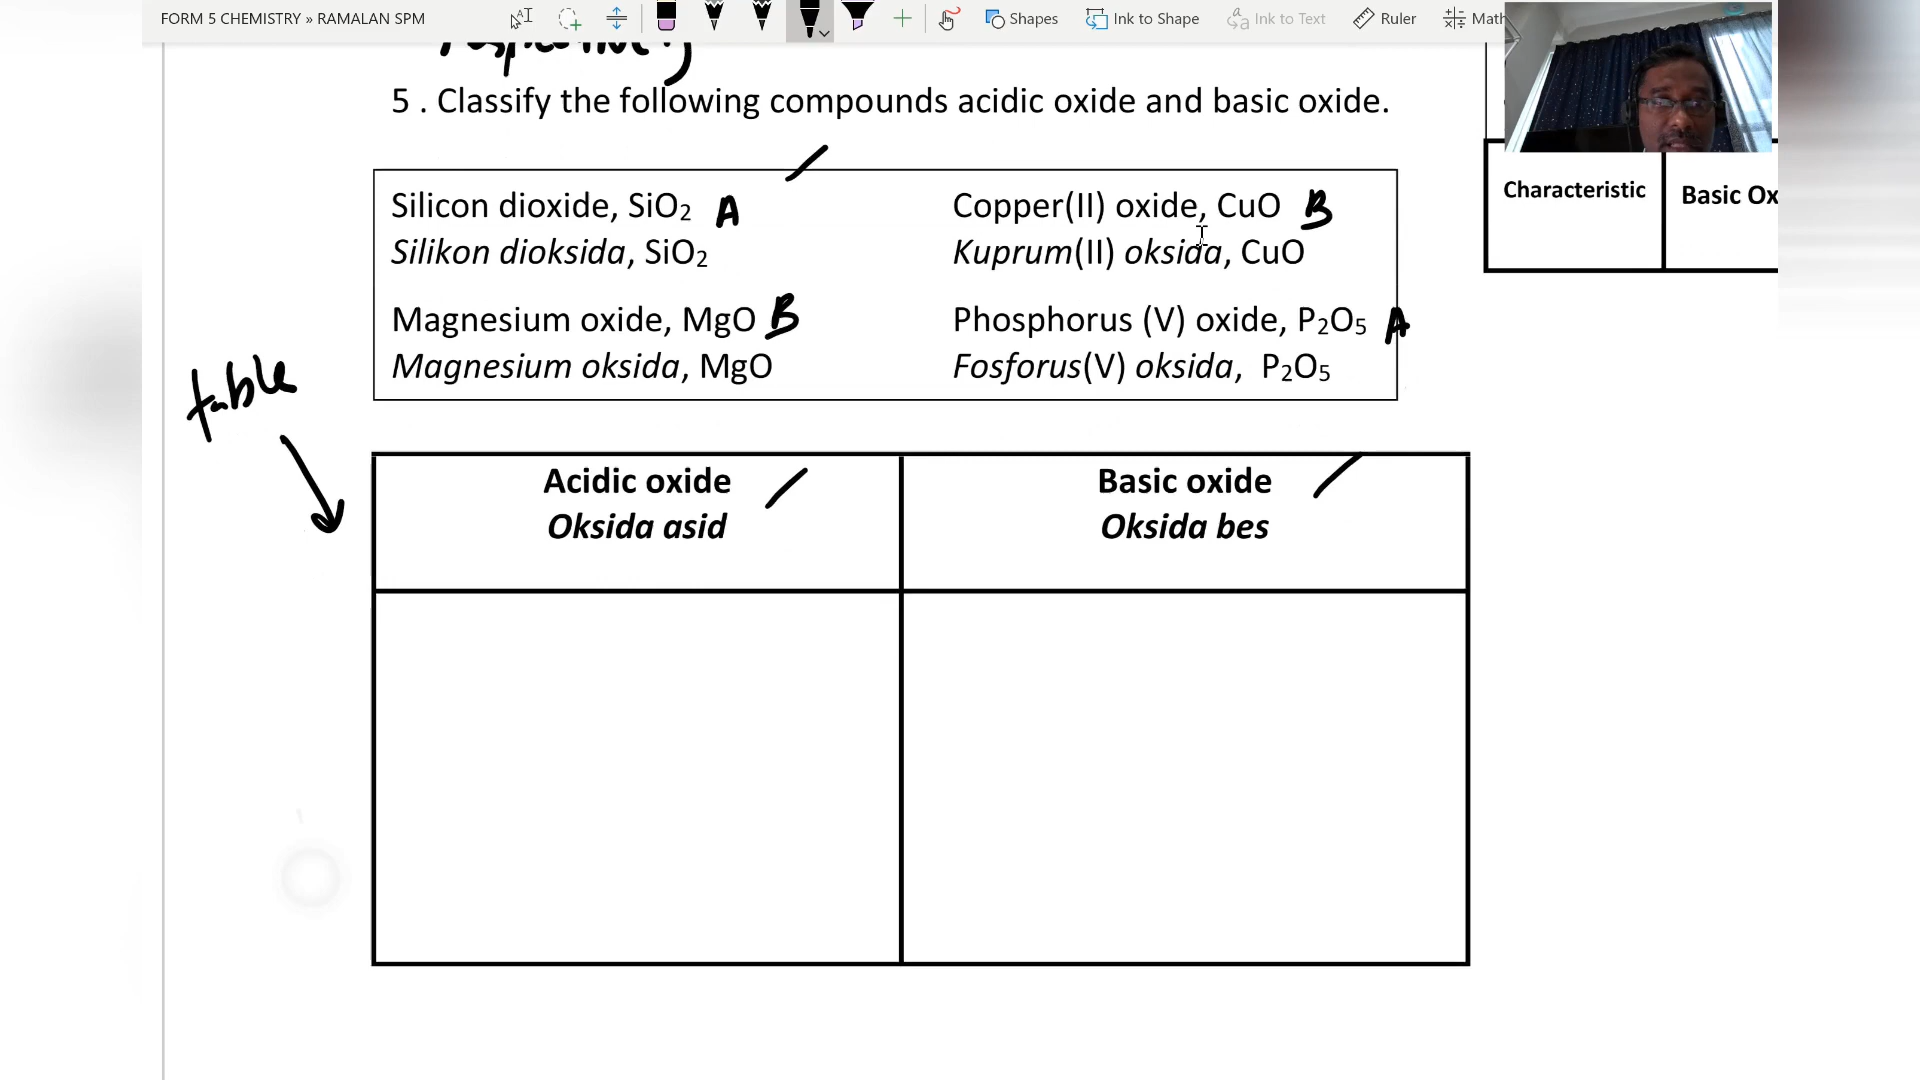 FORM 5 CHEMISTRY » RAMALAN SPM
Shapes
Ink to Shape
Ink to Text
Ruler
Math
5 . Classify the following compounds acidic oxide and basic oxide.
Silicon dioxide, SiO₂ A
Silikon dioksida, SiO₂
Copper(II) oxide, CuO B
Kuprum(II) oksida, CuO
Magnesium oxide, MgO B
Magnesium oksida, MgO
Phosphorus (V) oxide, P₂O₅ A
Fosforus(V) oksida, P₂O₅
table
Acidic oxide
Oksida asid
Basic oxide
Oksida bes
Characteristic
Basic Ox